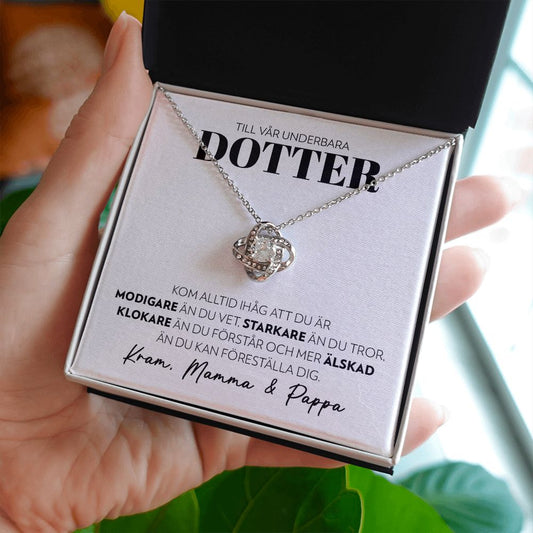 TILL VÅR UNDERBARA
DOTTER
KOM ALLTID IHÅG ATT DU ÄR
MODIGARE ÄN DU VET, STARKARE ÄN DU TROR,
KLOKARE ÄN DU FÖRSTÅR OCH MER ÄLSKAD
ÄN DU KAN FÖRESTÄLLA DIG.
Kram, Mamma & Pappa